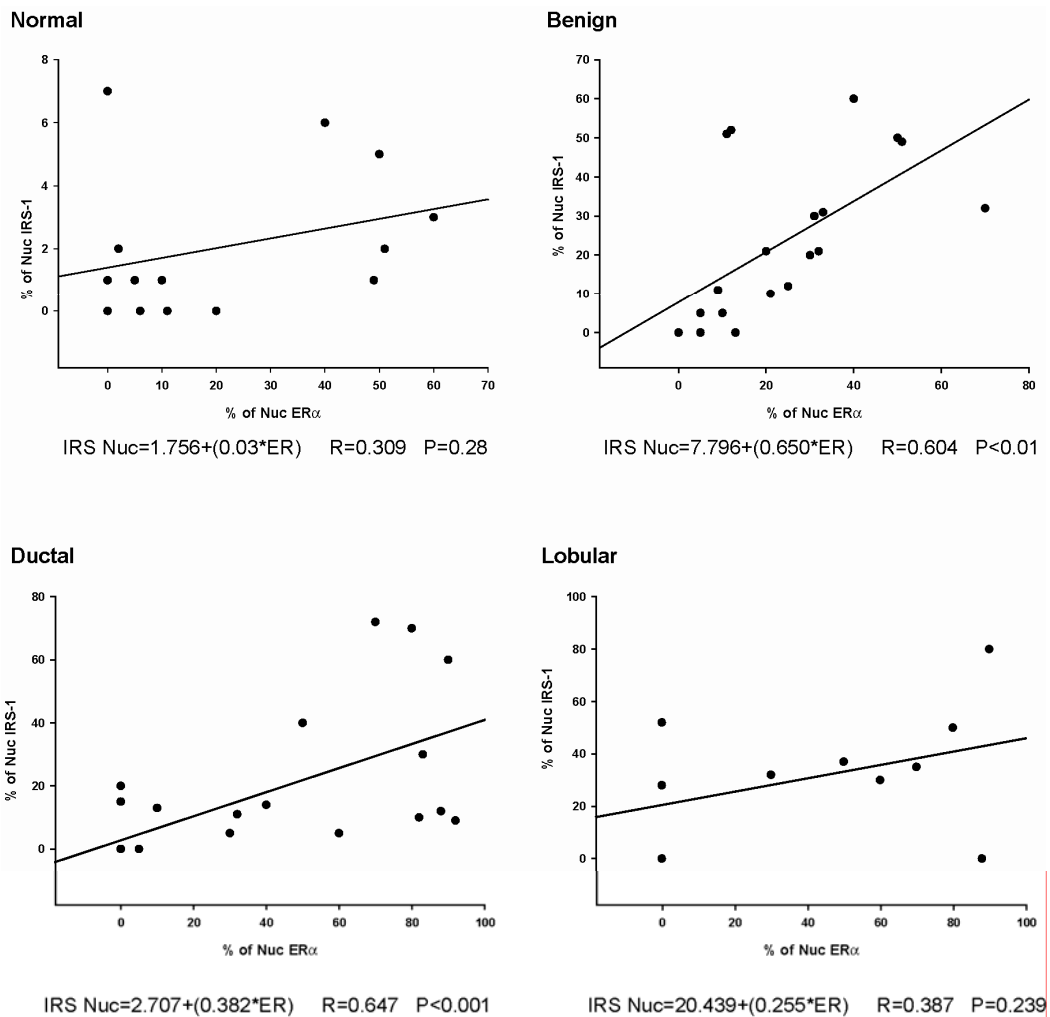 Normal
8
6
4
2
0
% of Nuc IRS-1
0 10 20 30 40 50 60 70
% of Nuc ERα
IRS Nuc=1.756+(0.03*ER) R=0.309 P=0.28
Benign
70
60
50
40
30
20
10
0
% of Nuc IRS-1
0 20 40 60 80
% of Nuc ERα
IRS Nuc=7.796+(0.650*ER) R=0.604 P<0.01
Ductal
80
60
40
20
0
% of Nuc IRS-1
0 20 40 60 80 100
% of Nuc ERα
IRS Nuc=2.707+(0.382*ER) R=0.647 P<0.001
Lobular
100
80
60
40
20
0
% of Nuc IRS-1
0 20 40 60 80 100
% of Nuc ERα
IRS Nuc=20.439+(0.255*ER) R=0.387 P=0.239